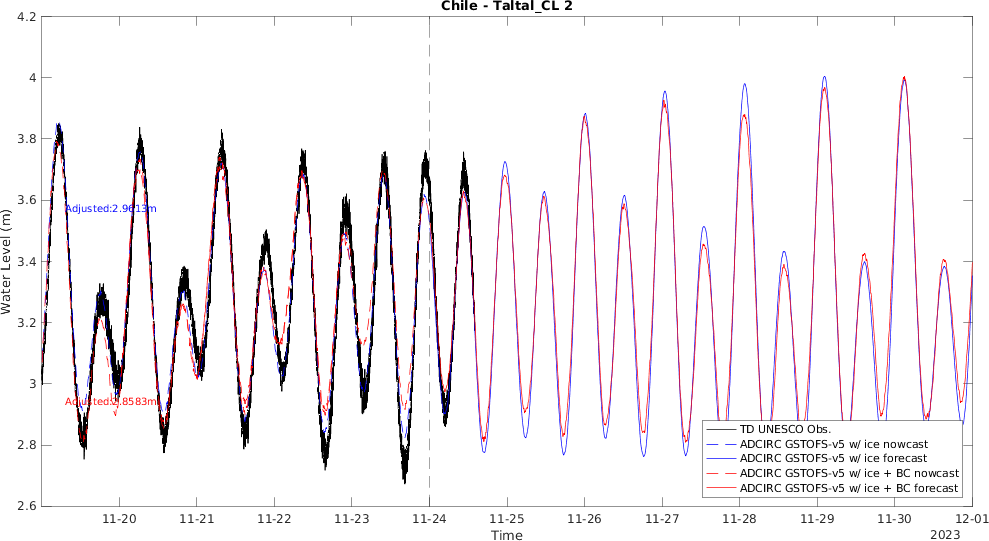 Chile - Taltal_CL 2
4.2
4
3.8
3.6
3.4
3.2
3
2.8
2.6
Water Level (m)
Adjusted:2.9613m
Adjusted:2.8583m
TD UNESCO Obs.
ADCIRC GSTOFS-v5 w/ ice nowcast
ADCIRC GSTOFS-v5 w/ ice forecast
ADCIRC GSTOFS-v5 w/ ice + BC nowcast
ADCIRC GSTOFS-v5 w/ ice + BC forecast
11-20 11-21 11-22 11-23 11-24 11-25 11-26 11-27 11-28 11-29 11-30 12-01
Time
2023